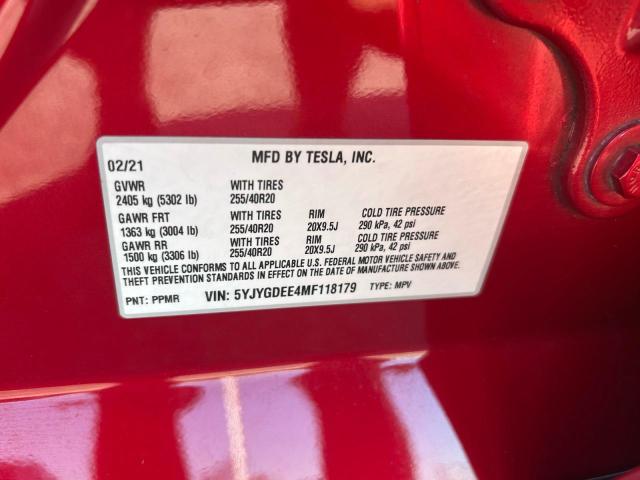 02/21 MFD BY TESLA, INC.
GVWR WITH TIRES
2405 kg (5302 lb) 255/40R20
GAWR FRT WITH TIRES RIM COLD TIRE PRESSURE
1363 kg (3004 lb) 255/40R20 20X9.5J 290 kPa, 42 psi
GAWR RR WITH TIRES RIM COLD TIRE PRESSURE
1500 kg (3306 lb) 255/40R20 20X9.5J 290 kPa, 42 psi
THIS VEHICLE CONFORMS TO ALL APPLICABLE U.S. FEDERAL MOTOR VEHICLE SAFETY AND
THEFT PREVENTION STANDARDS IN EFFECT ON THE DATE OF MANUFACTURE SHOWN ABOVE.
PNT: PPMR VIN: 5YJYGDEE4MF118179 TYPE: MPV